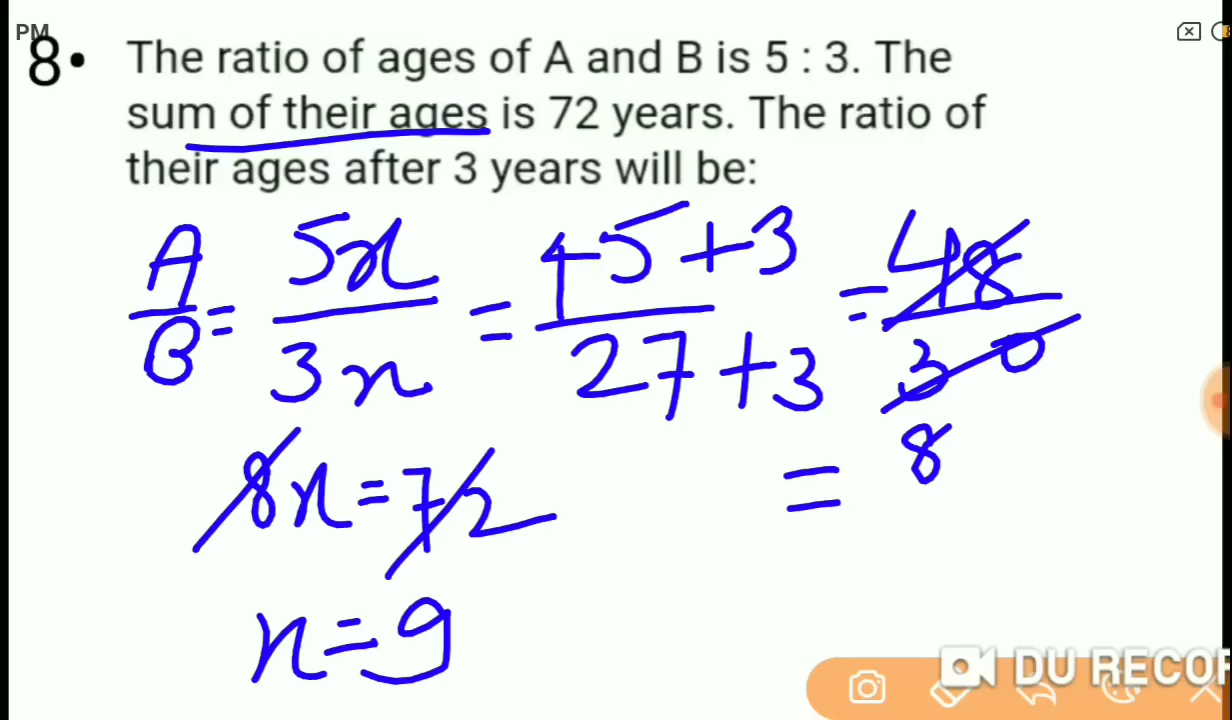 PM
8. The ratio of ages of A and B is 5 : 3. The
sum of their ages is 72 years. The ratio of
their ages after 3 years will be:
A/B = 5x/3x = 45+3/27+3 = 48/30
8x = 72
= 8
x = 9
DU RECOR